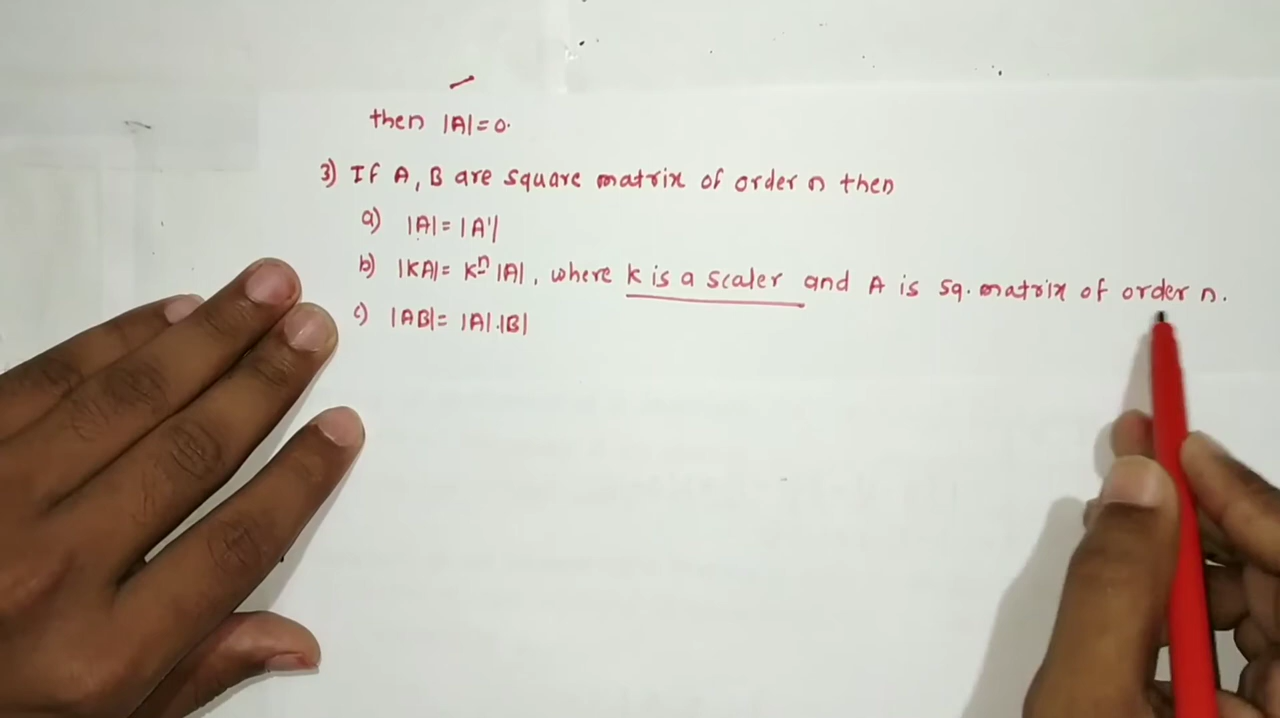 then |A|=0.
3) If A, B are square matrix of order n then
a) |A|= |A'|
b) |KA|= Kⁿ |A|, where k is a scaler and A is sq. matrix of order n.
c) |AB|= |A|.|B|